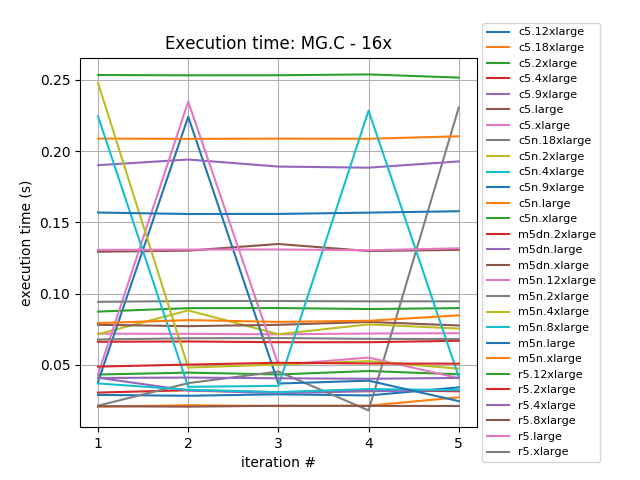 Execution time: MG.C - 16x
execution time (s)
0.25
0.20
0.15
0.10
0.05
1 2 3 4 5
iteration #
c5.12xlarge
c5.18xlarge
c5.2xlarge
c5.4xlarge
c5.9xlarge
c5.large
c5.xlarge
c5n.18xlarge
c5n.2xlarge
c5n.4xlarge
c5n.9xlarge
c5n.large
c5n.xlarge
m5dn.2xlarge
m5dn.large
m5dn.xlarge
m5n.12xlarge
m5n.2xlarge
m5n.4xlarge
m5n.8xlarge
m5n.large
m5n.xlarge
r5.12xlarge
r5.2xlarge
r5.4xlarge
r5.8xlarge
r5.large
r5.xlarge